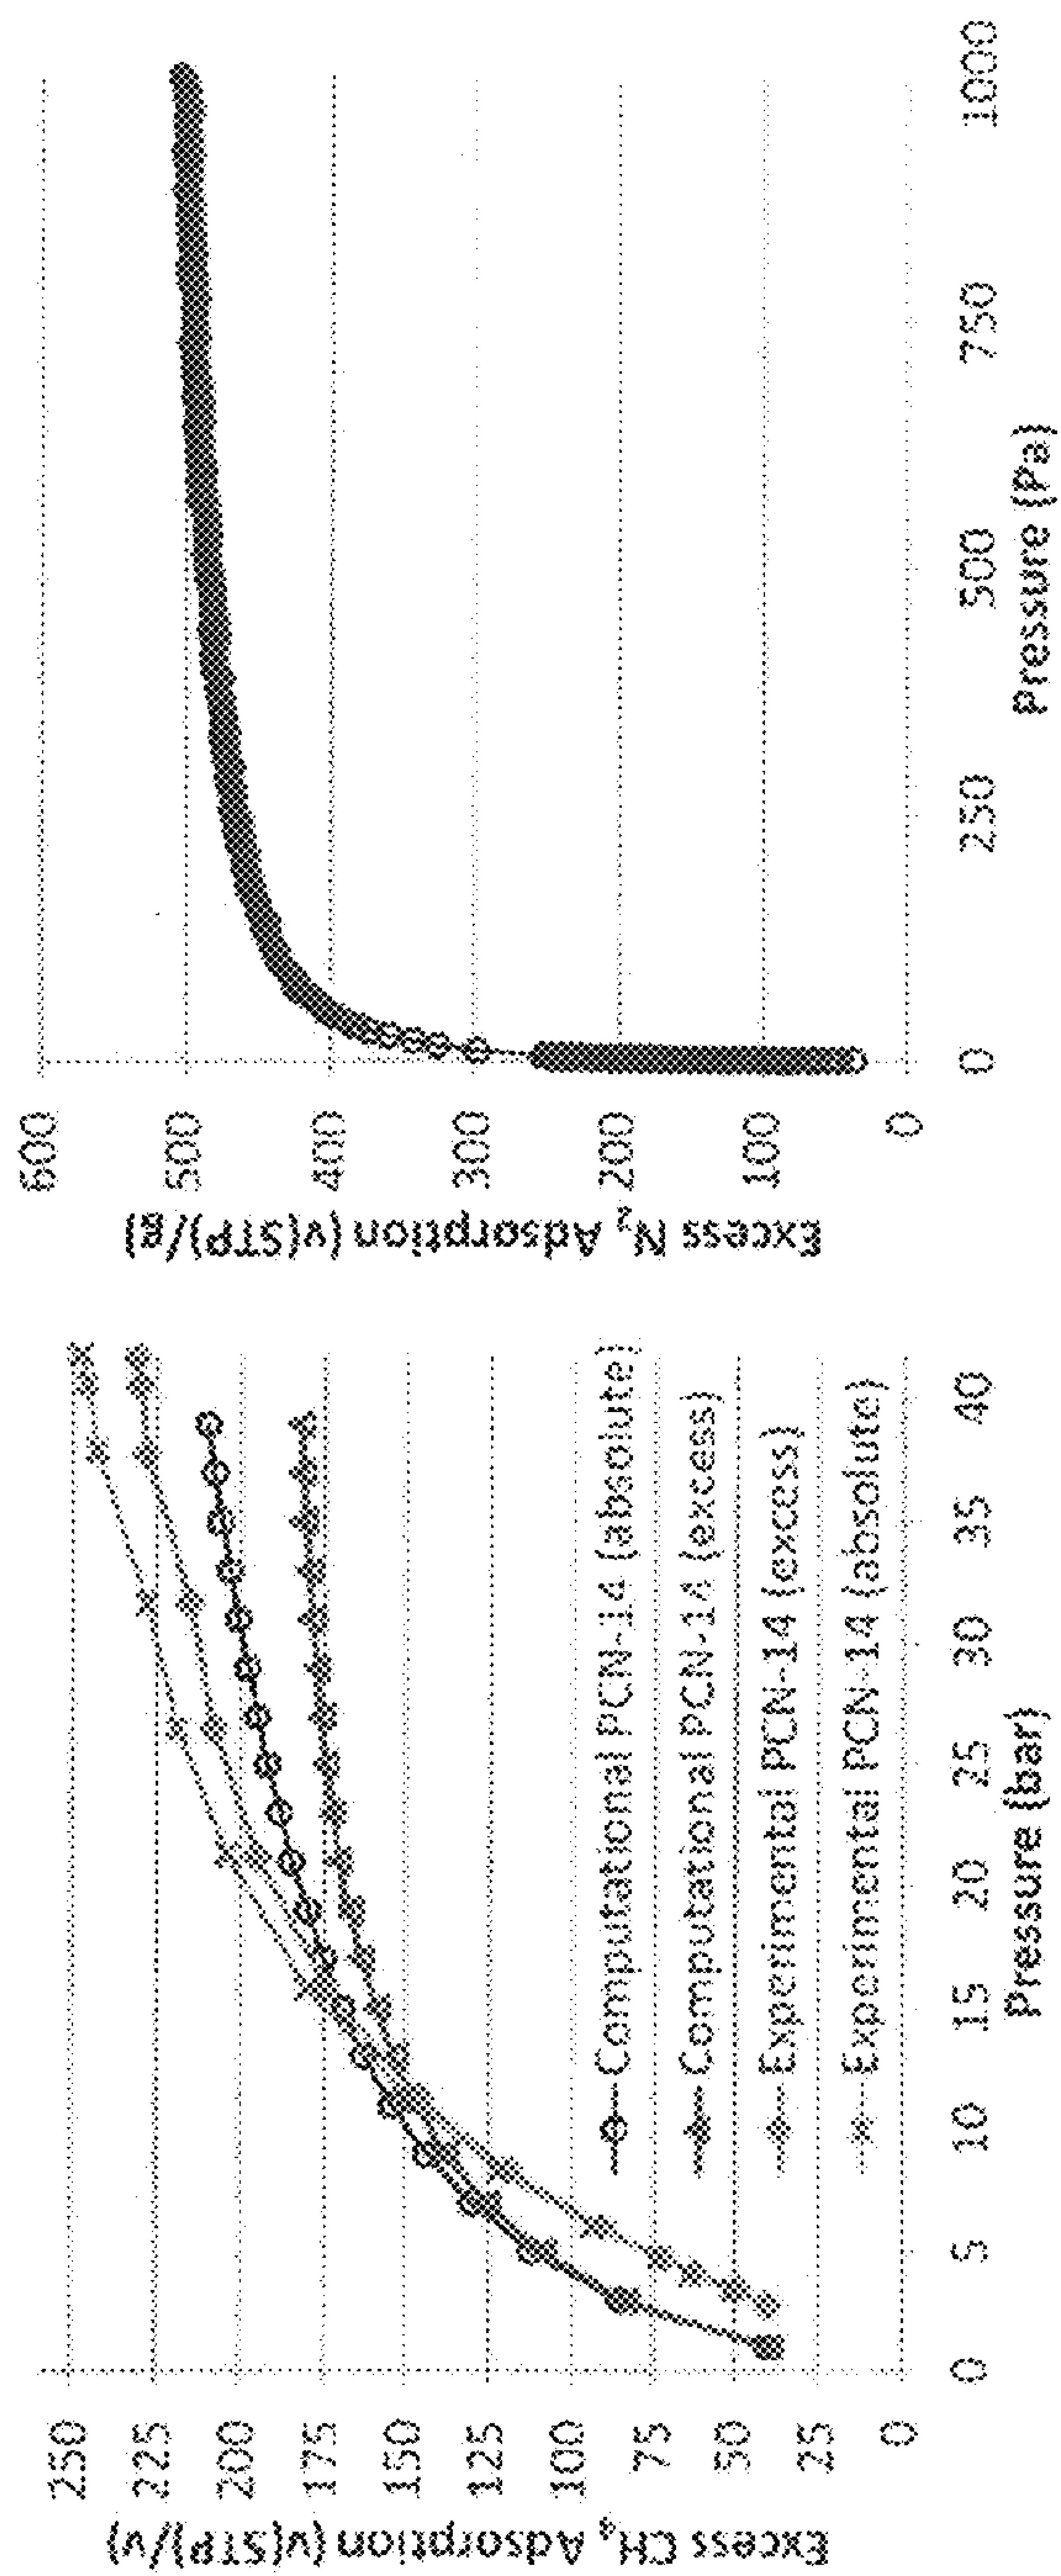 Excess CH₄ Adsorption (v(STP)/v)
250
225
200
175
150
125
100
75
50
25
0
Computational PCN-14 (absolute)
Computational PCN-14 (excess)
Experimental PCN-14 (excess)
Experimental PCN-14 (absolute)
0 5 10 15 20 25 30 35 40
Pressure (bar)
Excess N₂ Adsorption (v(STP)/g)
600
500
400
300
200
100
0
0 250 500 750 1000
Pressure (Pa)